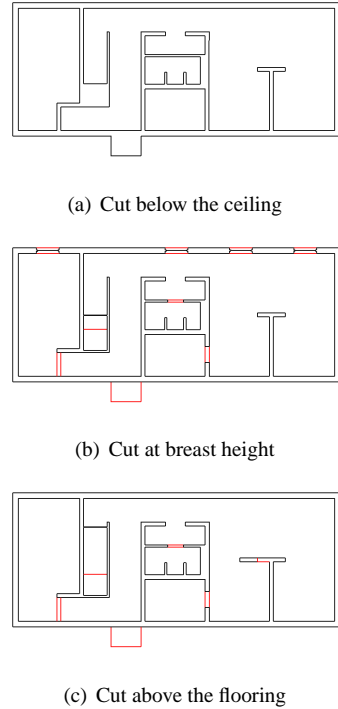 (a) Cut below the ceiling
(b) Cut at breast height
(c) Cut above the flooring